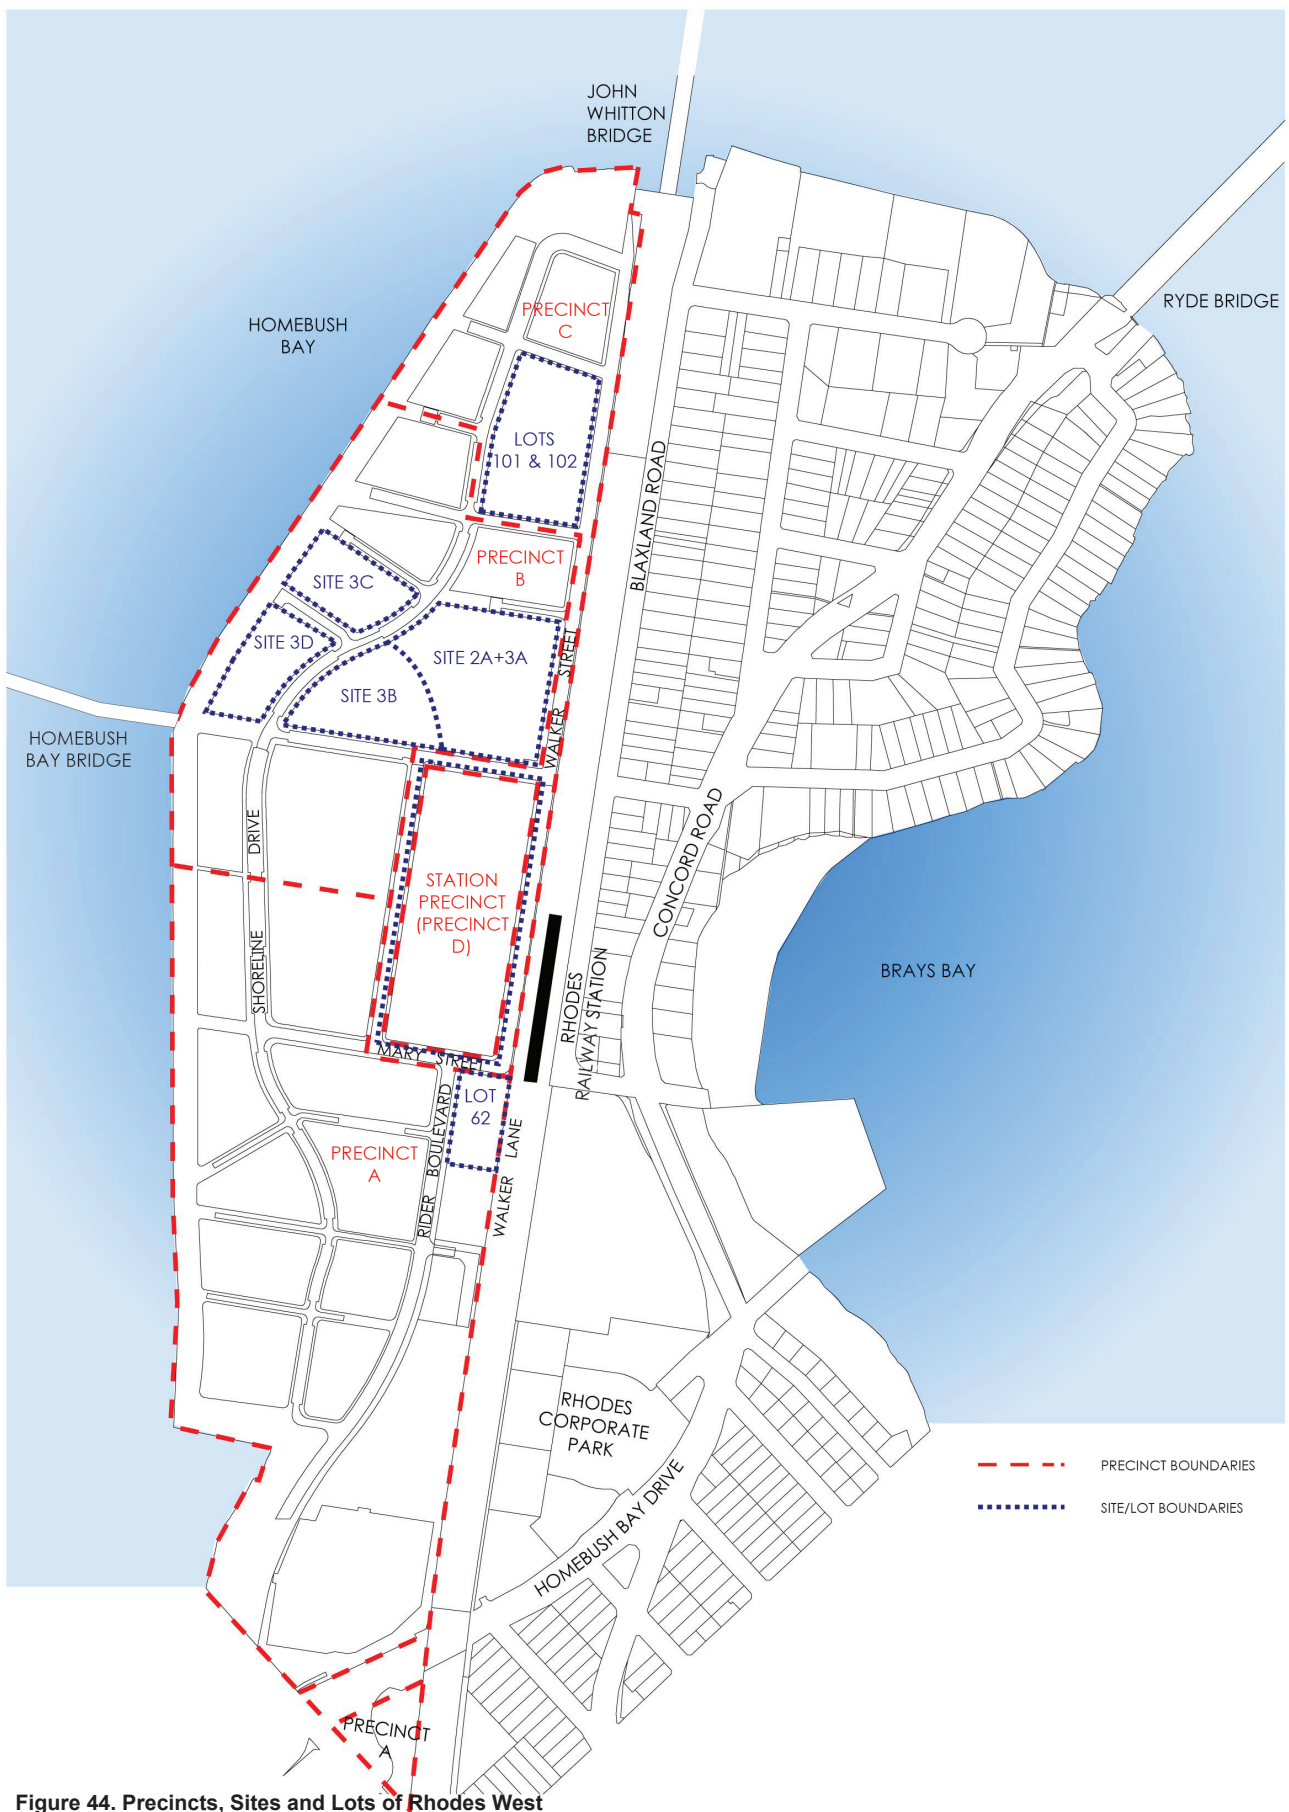 JOHN
WHITTON
BRIDGE
RYDE BRIDGE
HOMEBUSH
BAY
PRECINCT
C
LOTS
101 & 102
BLAXLAND ROAD
PRECINCT
B
SITE 3C
SITE 3D
SITE 2A+3A
SITE 3B
WALKER STREET
HOMEBUSH
BAY BRIDGE
SHORELINE DRIVE
STATION
PRECINCT
(PRECINCT
D)
CONCORD ROAD
BRAYS BAY
RHODES
RAILWAY STATION
MARY STREET
LOT
62
PRECINCT
A
RIDER BOULEVARD
WALKER LANE
RHODES
CORPORATE
PARK
HOMEBUSH BAY DRIVE
PRECINCT BOUNDARIES
SITE/LOT BOUNDARIES
PRECINCT
A
Figure 44. Precincts, Sites and Lots of Rhodes West